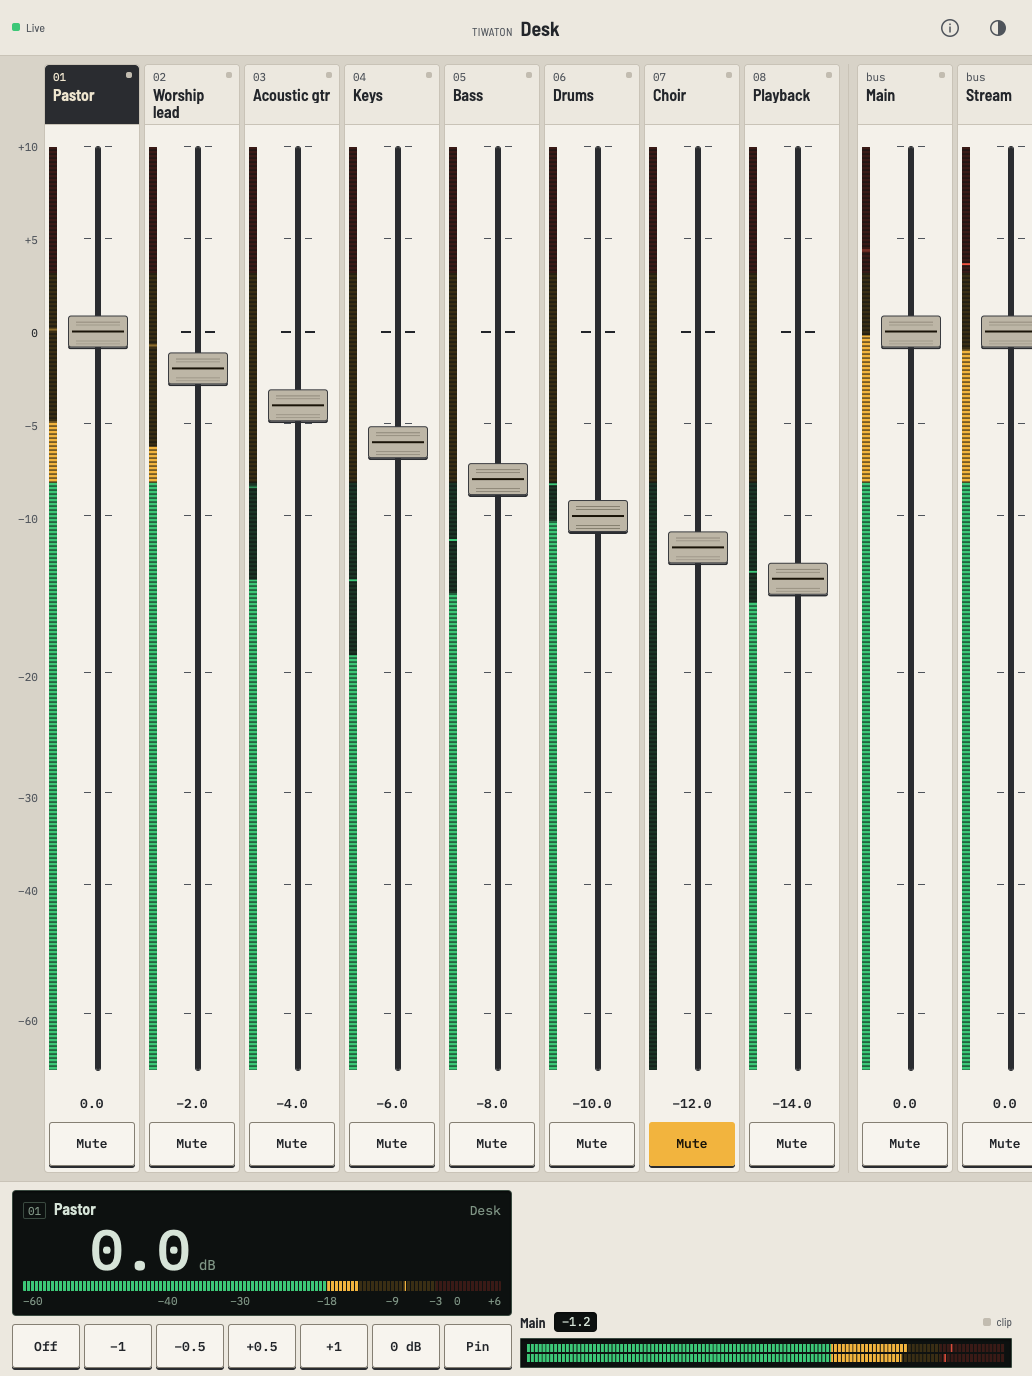 Live
TIWATON Desk
01 Pastor
02 Worship lead
03 Acoustic gtr
04 Keys
05 Bass
06 Drums
07 Choir
08 Playback
bus Main
bus Stream
+10
+5
0
−5
−10
−20
−30
−40
−60
0.0 −2.0 −4.0 −6.0 −8.0 −10.0 −12.0 −14.0 0.0 0.0
Mute Mute Mute Mute Mute Mute Mute Mute Mute Mute
01 Pastor Desk
0.0 dB
−60 −40 −30 −18 −9 −3 0 +6
Off −1 −0.5 +0.5 +1 0 dB Pin
Main −1.2 clip